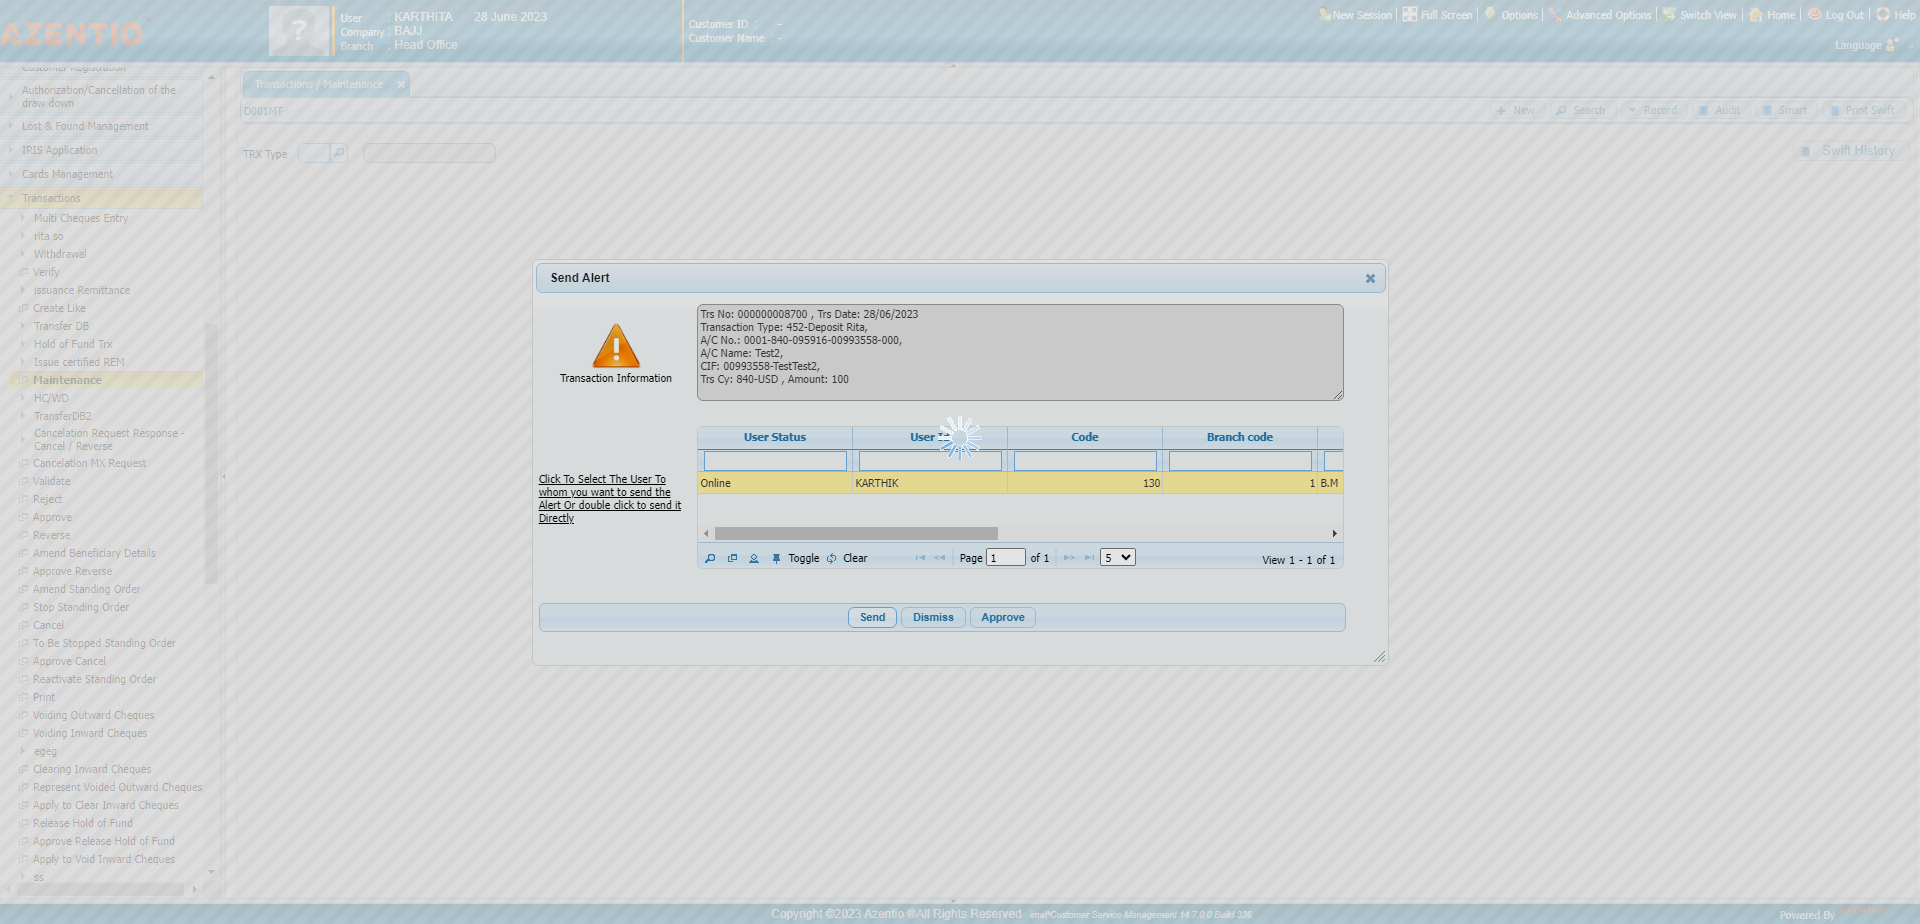 AZENTIO
?
User : KARTHITA 28 June 2023
Company : BAJJ
Branch : Head Office
Customer ID : -
Customer Name : -
New Session
Full Screen
Options
Advanced Options
Switch View
Home
Log Out
Help
Language
Customer Registration
Authorization/Cancellation of the
draw down
Lost & Found Management
IRIS Application
Cards Management
Transactions
Multi Cheques Entry
rita so
Withdrawal
Verify
issuance Remittance
Create Like
Transfer DB
Hold of Fund Trx
Issue certified REM
Maintenance
HC/WD
TransferDB2
Cancelation Request Response -
Cancel / Reverse
Cancelation MX Request
Validate
Reject
Approve
Reverse
Amend Beneficiary Details
Approve Reverse
Amend Standing Order
Stop Standing Order
Cancel
To Be Stopped Standing Order
Approve Cancel
Reactivate Standing Order
Print
Voiding Outward Cheques
Voiding Inward Cheques
egeg
Clearing Inward Cheques
Represent Voided Outward Cheques
Apply to Clear Inward Cheques
Release Hold of Fund
Approve Release Hold of Fund
Apply to Void Inward Cheques
ss
Transactions / Maintenance
D001MT
New
Search
Record
Audit
Smart
Print Swift
TRX Type
Swift History
Send Alert
Transaction Information
Trs No: 000000008700 , Trs Date: 28/06/2023
Transaction Type: 452-Deposit Rita,
A/C No.: 0001-840-095916-00993558-000,
A/C Name: Test2,
CIF: 00993558-TestTest2,
Trs Cy: 840-USD , Amount: 100
Click To Select The User To
whom you want to send the
Alert Or double click to send it
Directly
User Status User Code Branch code
Online KARTHIK 130 1 B.M
Toggle Clear Page 1 of 1 5 View 1 - 1 of 1
Send Dismiss Approve
Copyright ©2023 Azentio ®All Rights Reserved imal*Customer Service Management 14.7.0.0 Build 336
Powered By